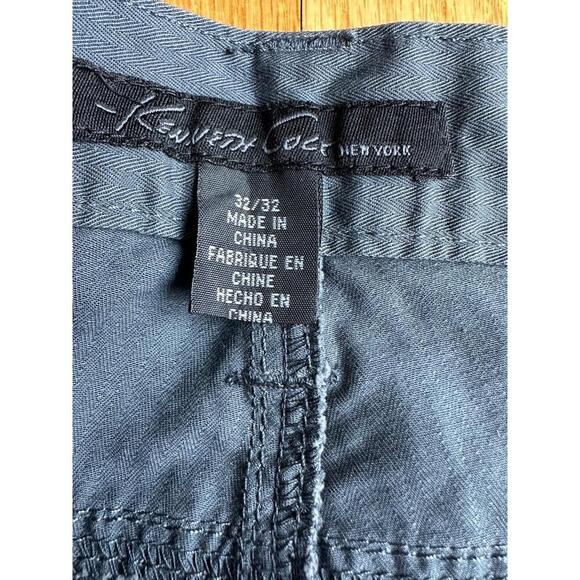 Kenneth Cole NEW YORK
32/32
MADE IN
CHINA
FABRIQUE EN
CHINE
HECHO EN
CHINA